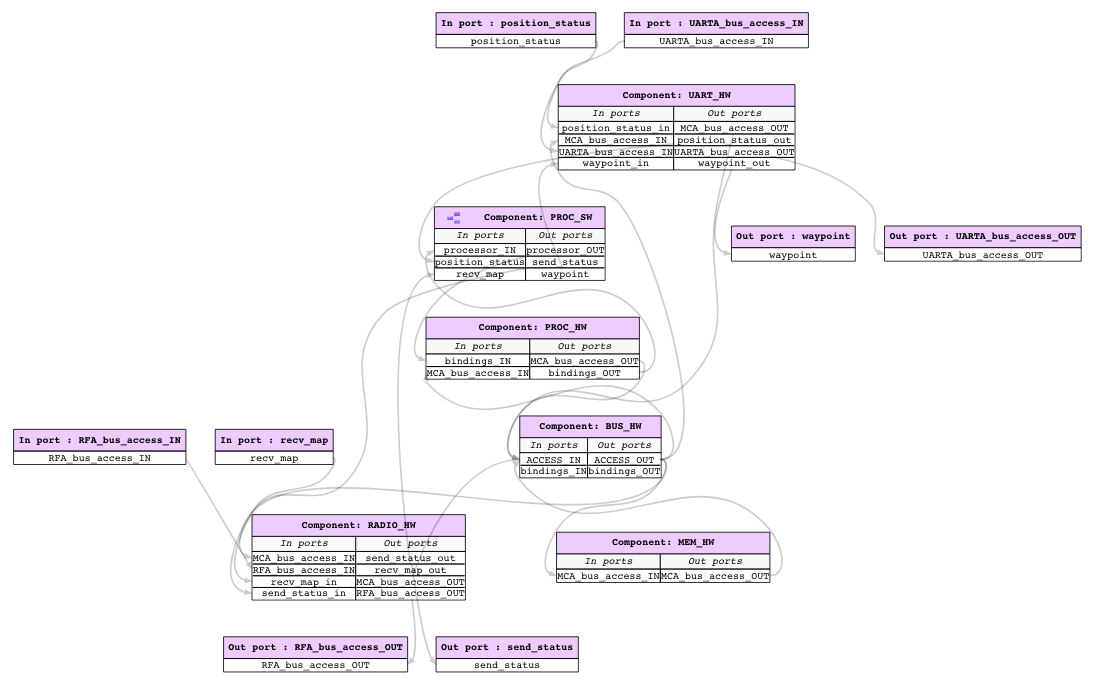 In port : position_status
position_status
In port : UARTA_bus_access_IN
UARTA_bus_access_IN
Component: UART_HW
In ports Out ports
position_status_in MCA_bus_access_OUT
MCA_bus_access_IN position_status_out
UARTA_bus_access_IN UARTA_bus_access_OUT
waypoint_in waypoint_out
Component: PROC_SW
In ports Out ports
processor_IN processor_OUT
position_status send_status
recv_map waypoint
Out port : waypoint
waypoint
Out port : UARTA_bus_access_OUT
UARTA_bus_access_OUT
Component: PROC_HW
In ports Out ports
bindings_IN MCA_bus_access_OUT
MCA_bus_access_IN bindings_OUT
In port : RFA_bus_access_IN
RFA_bus_access_IN
In port : recv_map
recv_map
Component: BUS_HW
In ports Out ports
ACCESS_IN ACCESS_OUT
bindings_IN bindings_OUT
Component: RADIO_HW
In ports Out ports
MCA_bus_access_IN send_status_out
RFA_bus_access_IN recv_map_out
recv_map_in MCA_bus_access_OUT
send_status_in RFA_bus_access_OUT
Component: MEM_HW
In ports Out ports
MCA_bus_access_IN MCA_bus_access_OUT
Out port : RFA_bus_access_OUT
RFA_bus_access_OUT
Out port : send_status
send_status